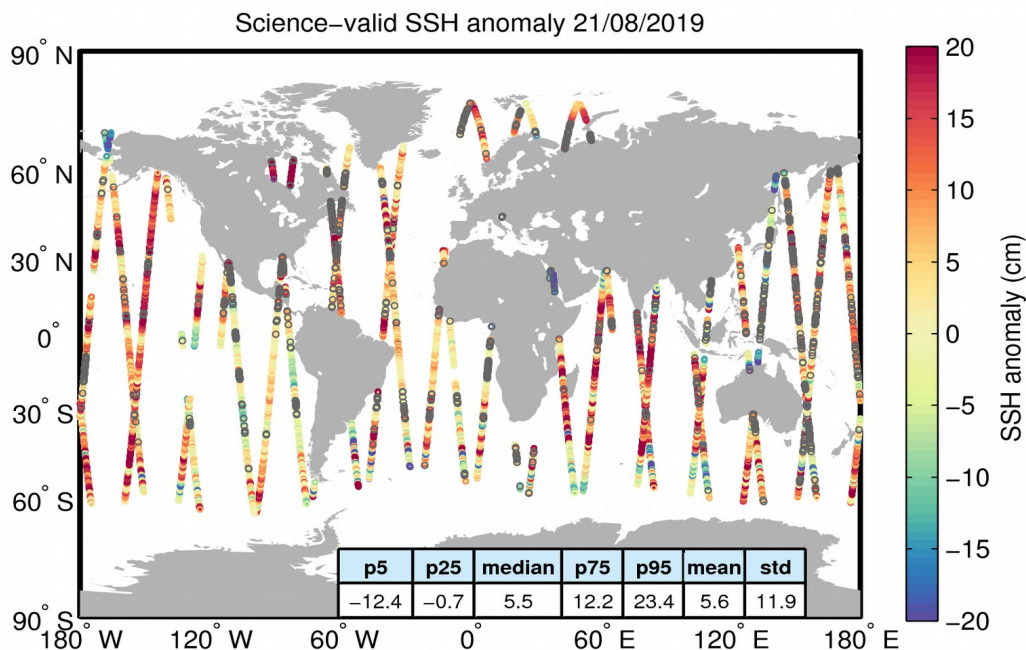 Science−valid SSH anomaly 21/08/2019
90° N
60° N
30° N
0°
30° S
60° S
90° S
180° W
120° W
60° W
0°
60° E
120° E
180° E
p5 p25 median p75 p95 mean std
−12.4 −0.7 5.5 12.2 23.4 5.6 11.9
20
15
10
5
0
−5
−10
−15
−20
SSH anomaly (cm)